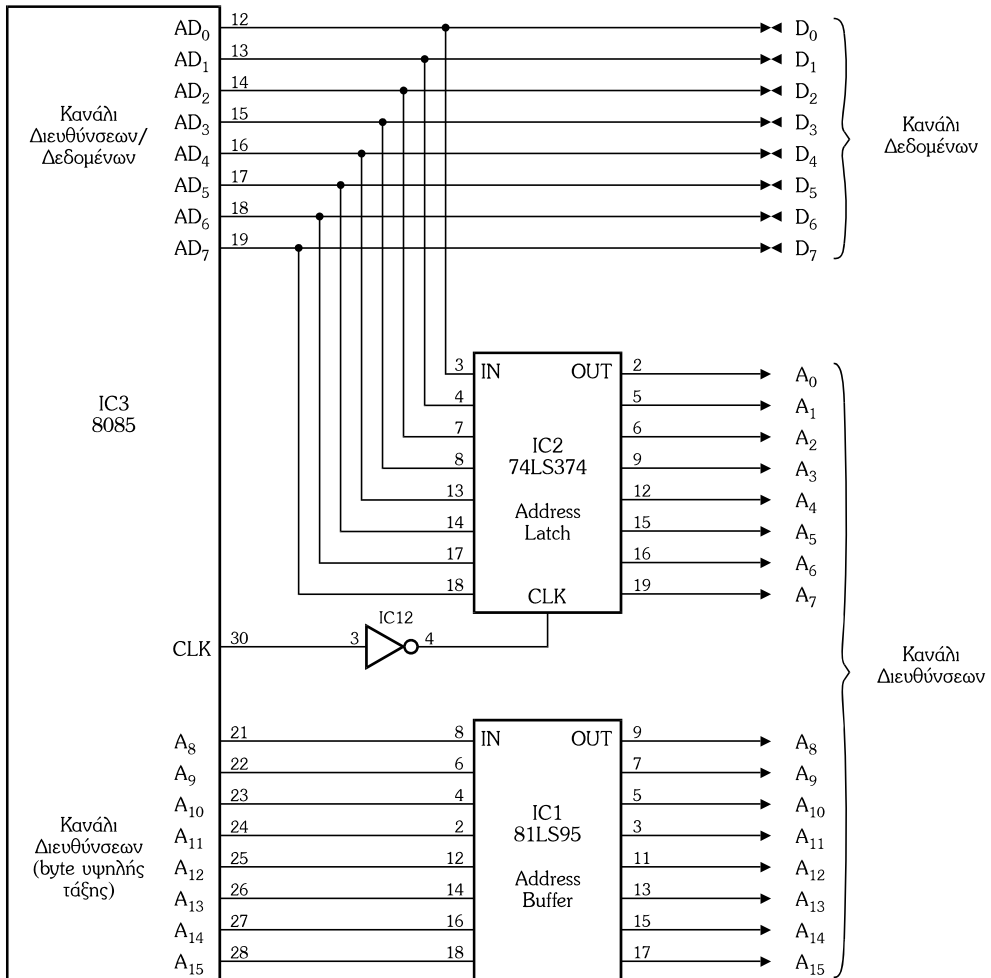 AD0 12 D0
AD1 13 D1
AD2 14 D2
AD3 15 D3
AD4 16 D4
AD5 17 D5
AD6 18 D6
AD7 19 D7
Κανάλι
Διευθύνσεων/
Δεδομένων
Κανάλι
Δεδομένων
IC3
8085
3 IN OUT 2 A0
4 5 A1
7 6 A2
8 9 A3
13 12 A4
14 15 A5
17 16 A6
18 19 A7
IC2
74LS374
Address
Latch
CLK
CLK 30 3 IC12 4
Κανάλι
Διευθύνσεων
A8 21 8 IN OUT 9 A8
A9 22 6 7 A9
A10 23 4 5 A10
A11 24 2 3 A11
A12 25 12 11 A12
A13 26 14 13 A13
A14 27 16 15 A14
A15 28 18 17 A15
IC1
81LS95
Address
Buffer
Κανάλι
Διευθύνσεων
(byte υψηλής
τάξης)